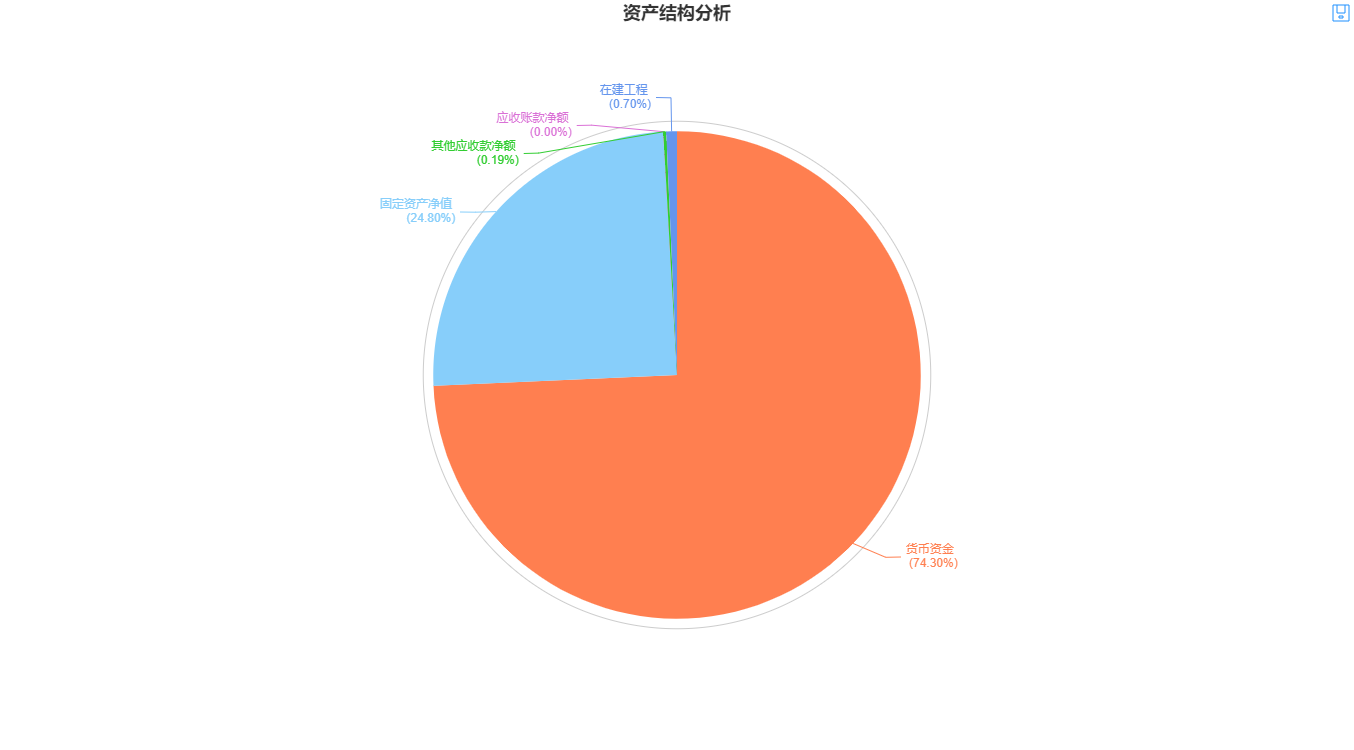 资产结构分析
在建工程
(0.70%)
应收账款净额
(0.00%)
其他应收款净额
(0.19%)
固定资产净值
(24.80%)
货币资金
(74.30%)